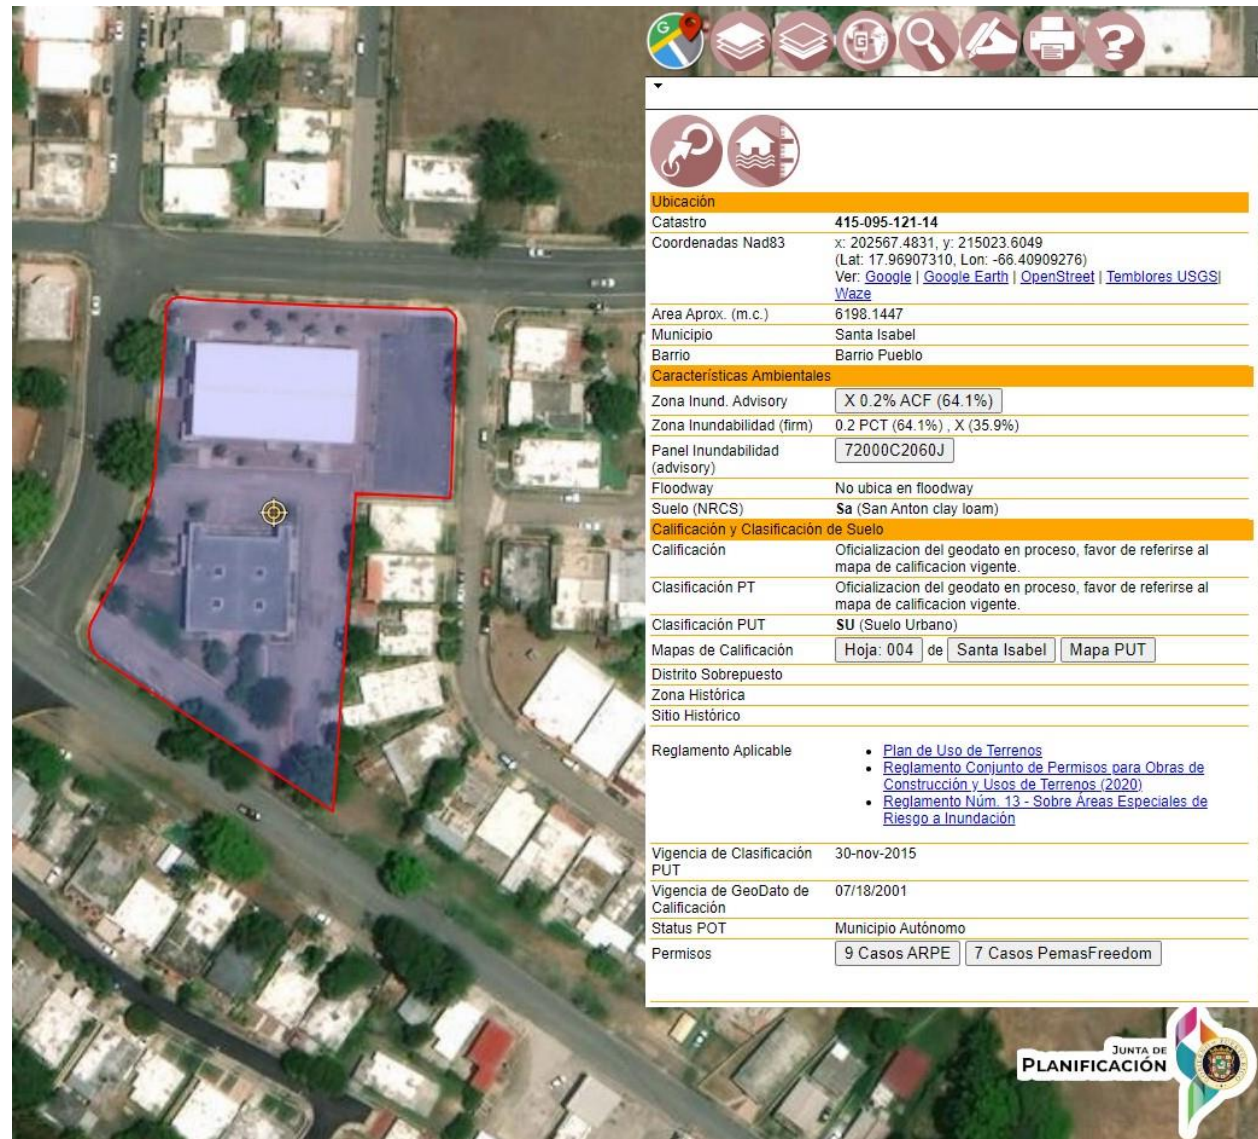 G
G
Ubicación
Catastro 415-095-121-14
Coordenadas Nad83 x: 202567.4831, y: 215023.6049
(Lat: 17.96907310, Lon: -66.40909276)
Ver: Google | Google Earth | OpenStreet | Temblores USGS|
Waze
Area Aprox. (m.c.) 6198.1447
Municipio Santa Isabel
Barrio Barrio Pueblo
Características Ambientales
Zona Inund. Advisory X 0.2% ACF (64.1%)
Zona Inundabilidad (firm) 0.2 PCT (64.1%) , X (35.9%)
Panel Inundabilidad 72000C2060J
(advisory)
Floodway No ubica en floodway
Suelo (NRCS) Sa (San Anton clay loam)
Calificación y Clasificación de Suelo
Calificación Oficializacion del geodato en proceso, favor de referirse al
mapa de calificacion vigente.
Clasificación PT Oficializacion del geodato en proceso, favor de referirse al
mapa de calificacion vigente.
Clasificación PUT SU (Suelo Urbano)
Mapas de Calificación Hoja: 004 de Santa Isabel Mapa PUT
Distrito Sobrepuesto
Zona Histórica
Sitio Histórico
Reglamento Aplicable • Plan de Uso de Terrenos
• Reglamento Conjunto de Permisos para Obras de
Construcción y Usos de Terrenos (2020)
• Reglamento Núm. 13 - Sobre Áreas Especiales de
Riesgo a Inundación
Vigencia de Clasificación 30-nov-2015
PUT
Vigencia de GeoDato de 07/18/2001
Calificación
Status POT Municipio Autónomo
Permisos 9 Casos ARPE 7 Casos PemasFreedom
JUNTA DE
PLANIFICACIÓN